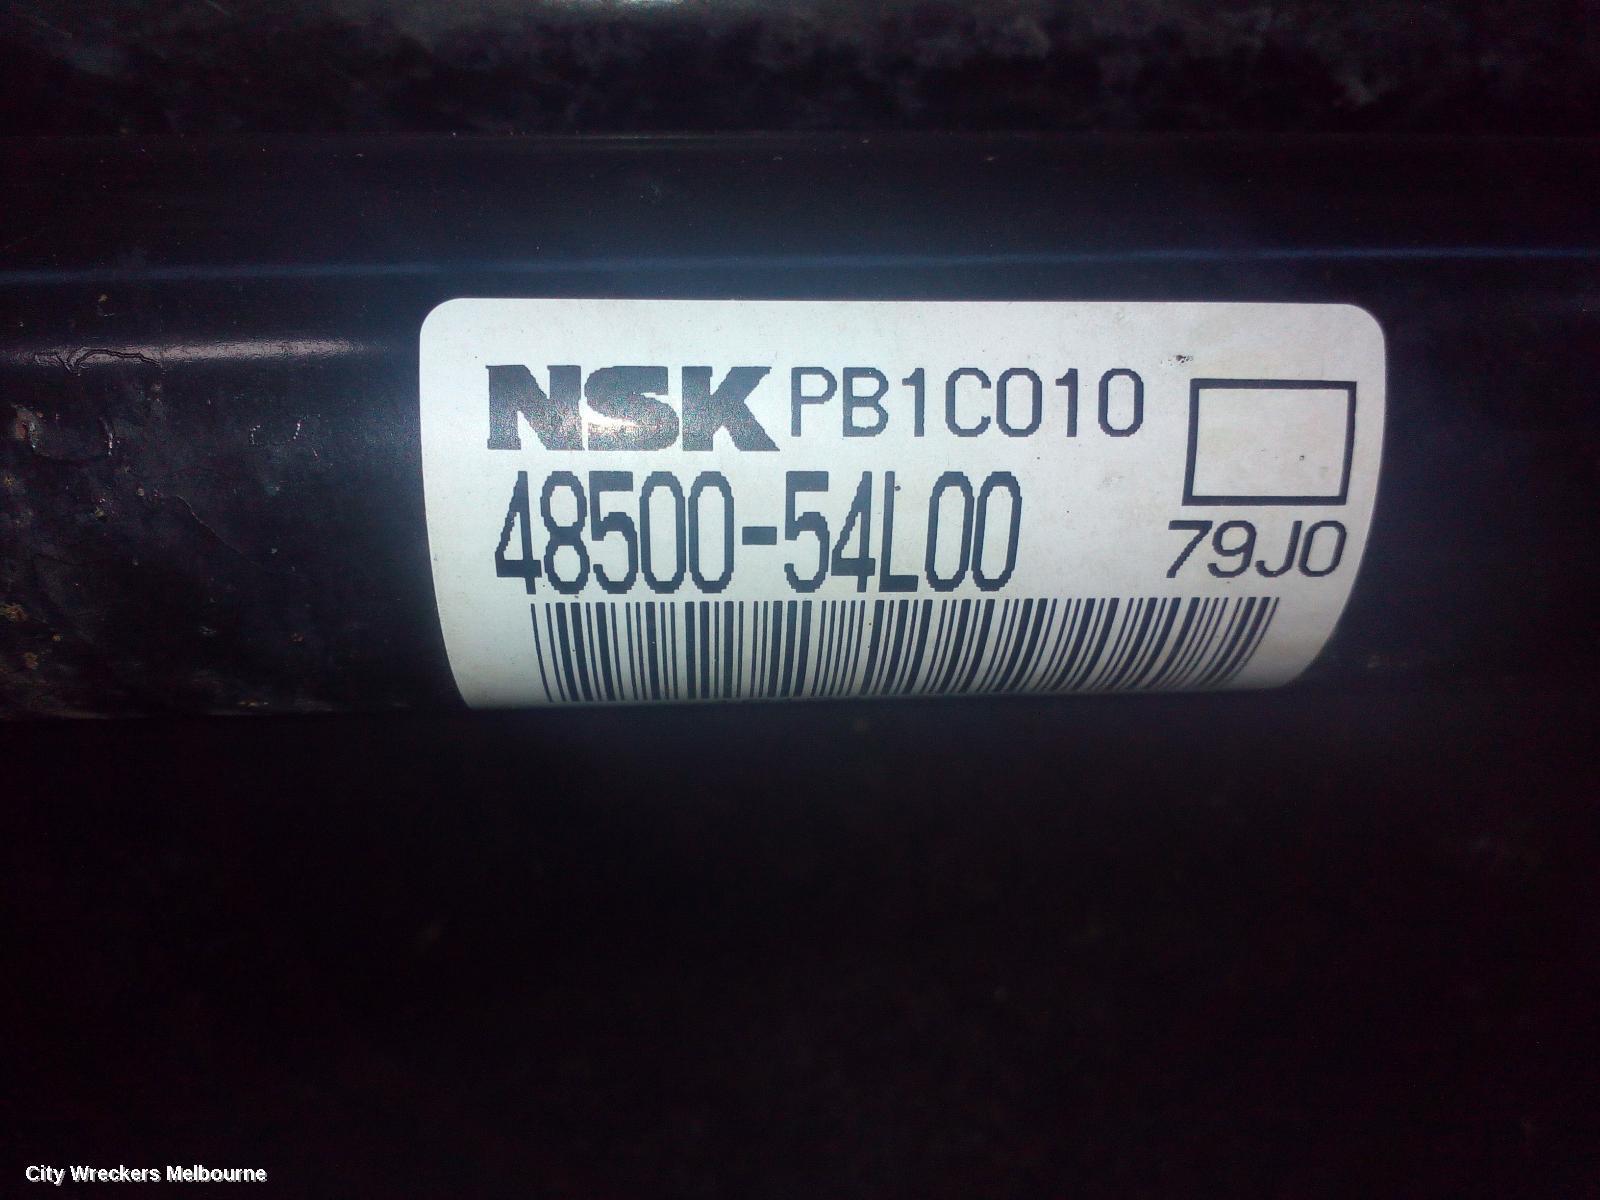 NSK PB1C010
48500-54L00
79J0
City Wreckers Melbourne